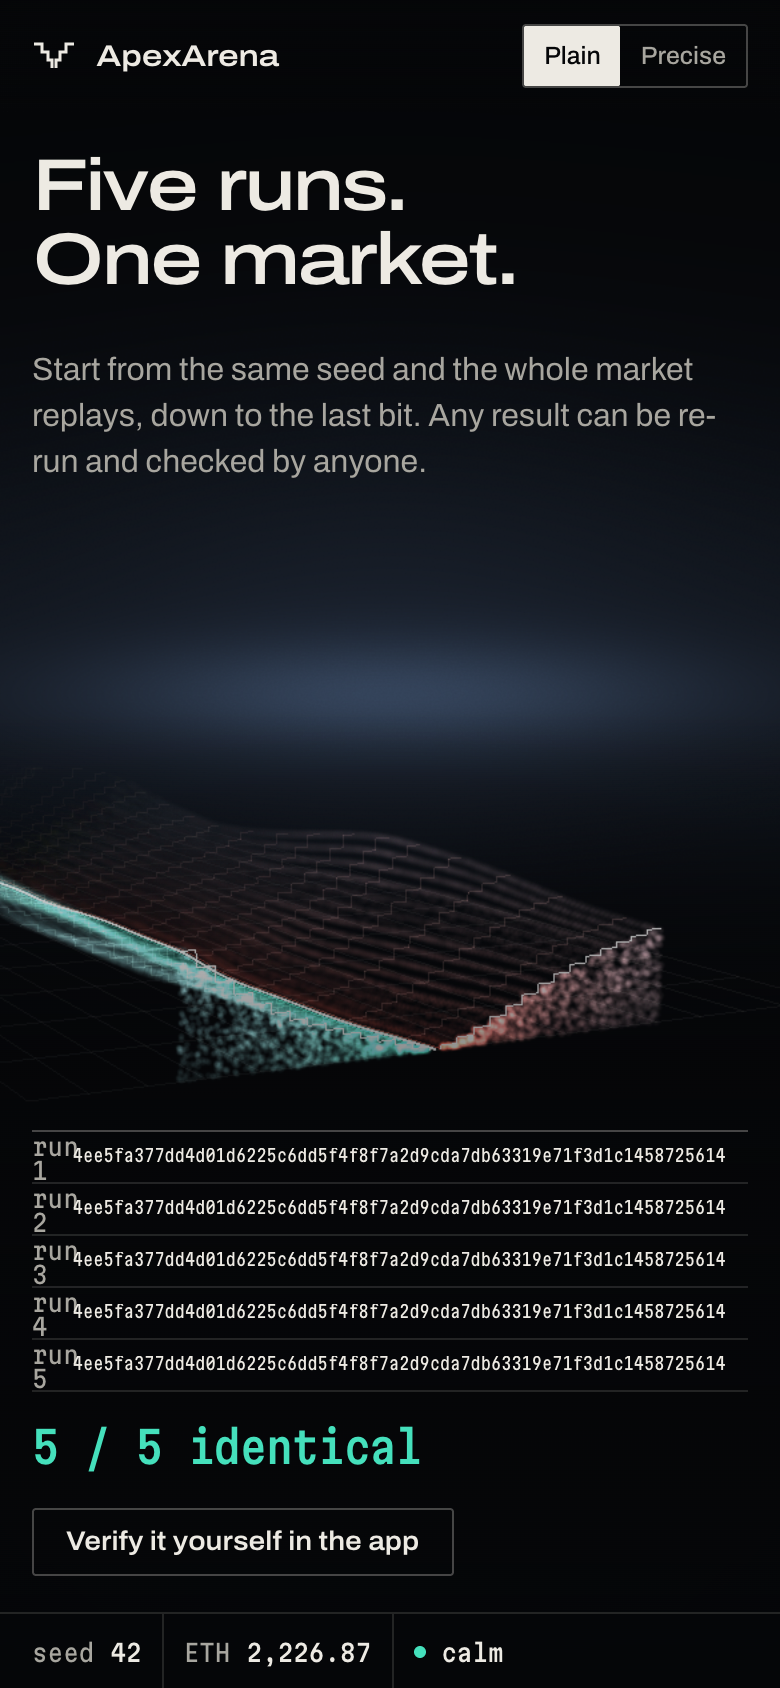 ApexArena
Plain Precise
Five runs.
One market.
Start from the same seed and the whole market
replays, down to the last bit. Any result can be re-
run and checked by anyone.
run 1 4ee5fa377dd4d01d6225c6dd5f4f8f7a2d9cda7db63319e71f3d1c1458725614
run 2 4ee5fa377dd4d01d6225c6dd5f4f8f7a2d9cda7db63319e71f3d1c1458725614
run 3 4ee5fa377dd4d01d6225c6dd5f4f8f7a2d9cda7db63319e71f3d1c1458725614
run 4 4ee5fa377dd4d01d6225c6dd5f4f8f7a2d9cda7db63319e71f3d1c1458725614
run 5 4ee5fa377dd4d01d6225c6dd5f4f8f7a2d9cda7db63319e71f3d1c1458725614
5 / 5 identical
Verify it yourself in the app
seed 42 ETH 2,226.87 calm